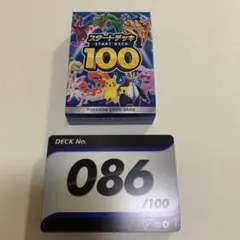 スタートデッキ
START DECK
100
POKÉMON CARD GAME
DECK No.
086
/100